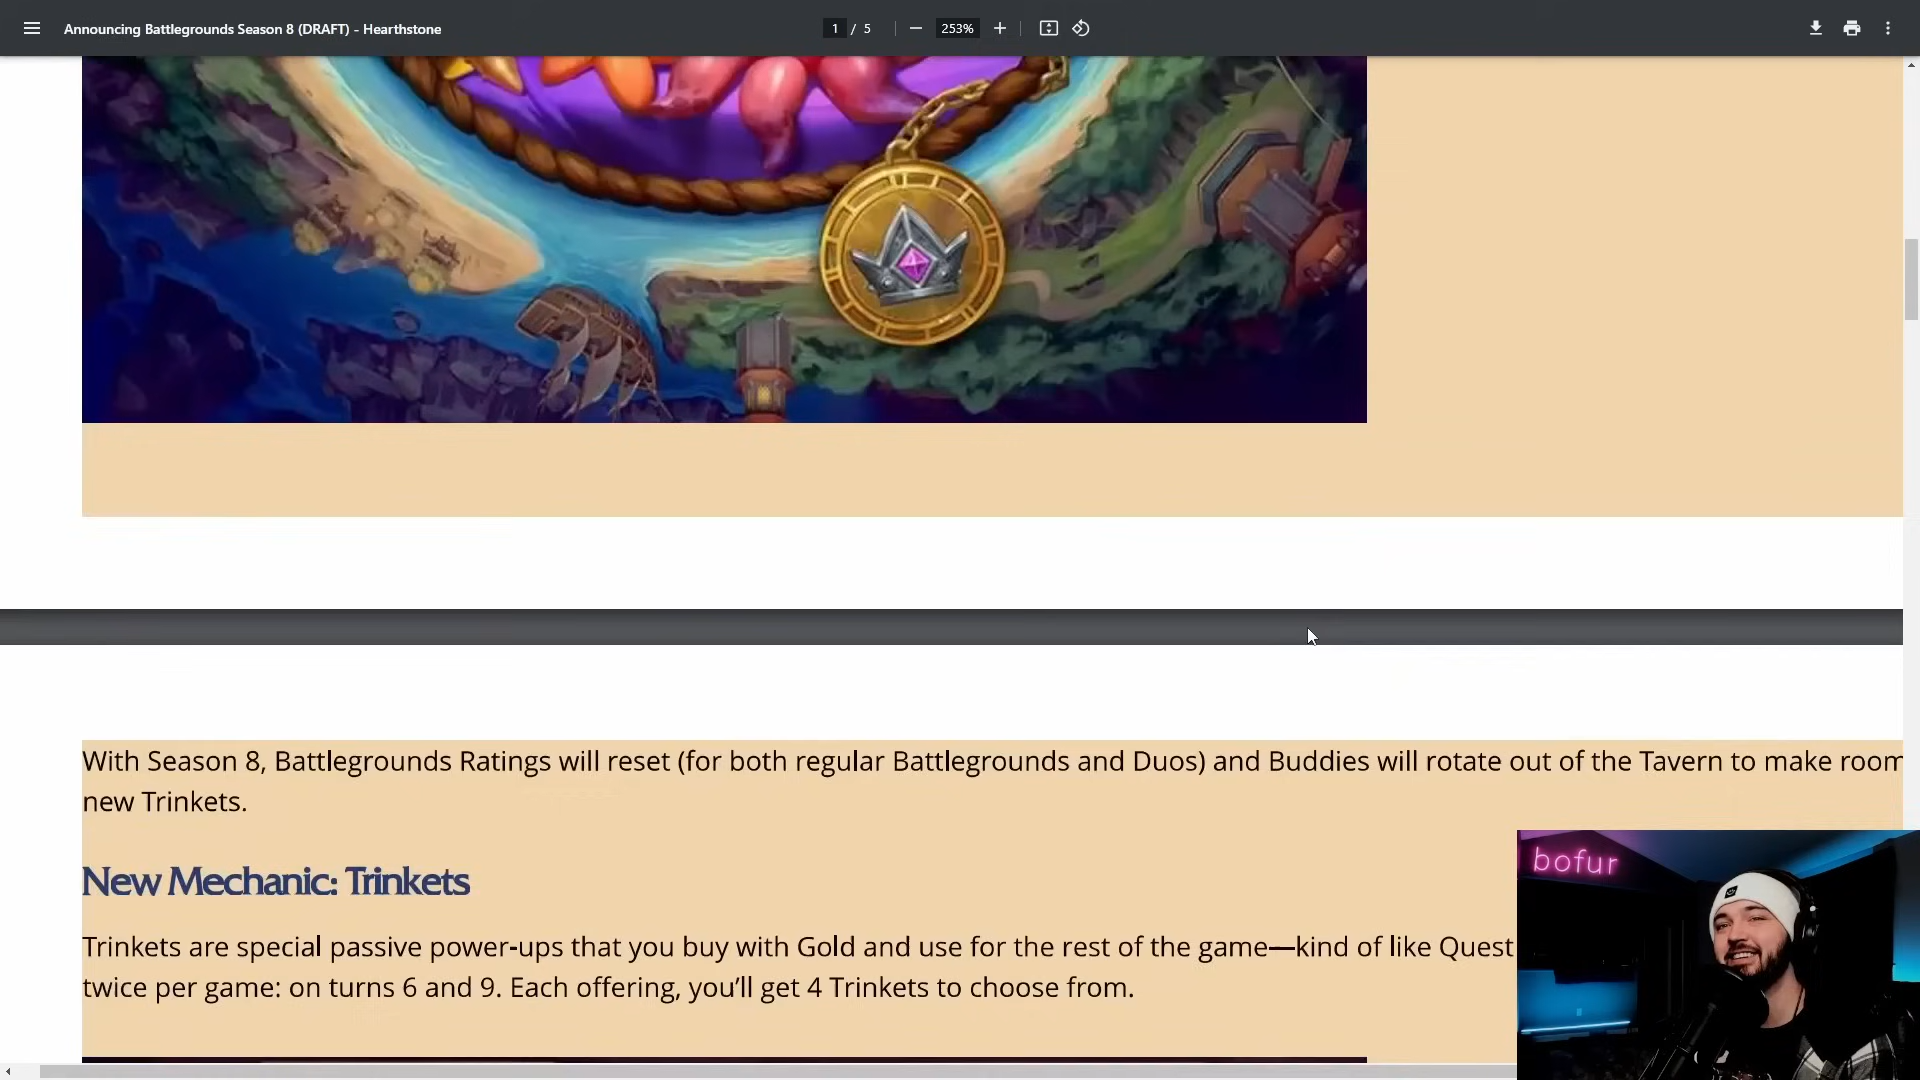 Announcing Battlegrounds Season 8 (DRAFT) - Hearthstone
1 / 5
253%
With Season 8, Battlegrounds Ratings will reset (for both regular Battlegrounds and Duos) and Buddies will rotate out of the Tavern to make room
new Trinkets.
New Mechanic: Trinkets
Trinkets are special passive power-ups that you buy with Gold and use for the rest of the game—kind of like Quest
twice per game: on turns 6 and 9. Each offering, you’ll get 4 Trinkets to choose from.
bofur